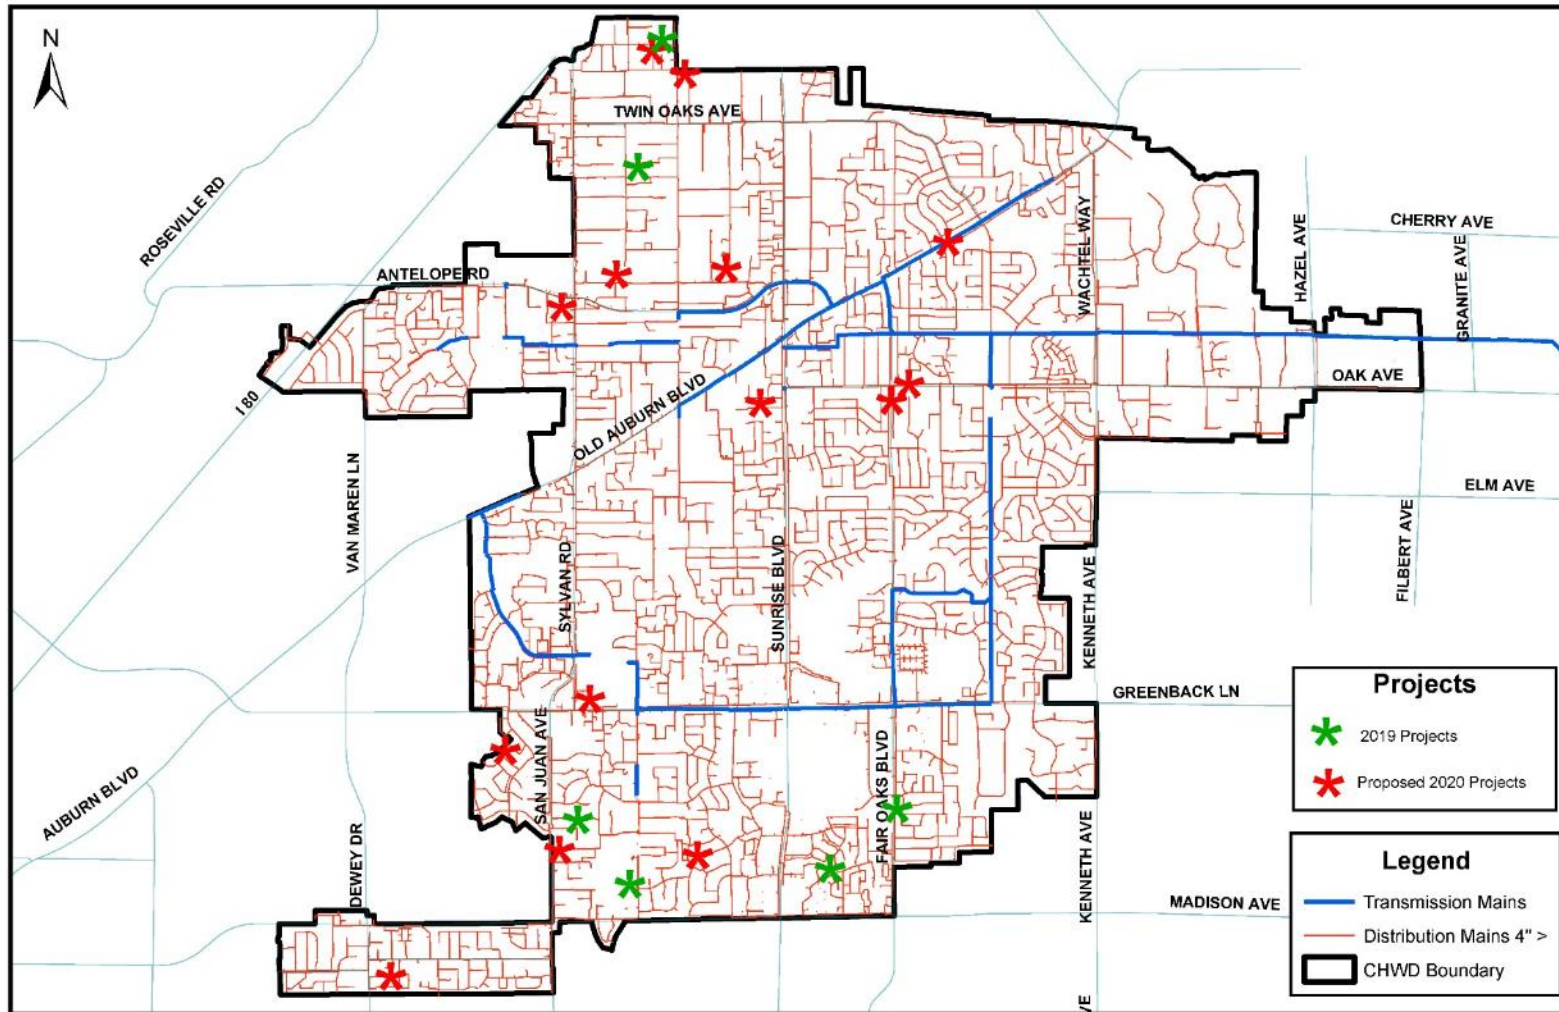 N
TWIN OAKS AVE
ROSEVILLE RD
ANTELOPE RD
WACHTEL WAY
HAZEL AVE
CHERRY AVE
GRANITE AVE
I 80
OLD AUBURN BLVD
OAK AVE
VAN MAREN LN
ELM AVE
FILBERT AVE
SYLVAN RD
SUNRISE BLVD
KENNETH AVE
GREENBACK LN
SAN JUAN AVE
FAIR OAKS BLVD
AUBURN BLVD
DEWEY DR
KENNETH AVE
MADISON AVE
VE
Projects
2019 Projects
Proposed 2020 Projects
Legend
Transmission Mains
Distribution Mains 4" >
CHWD Boundary